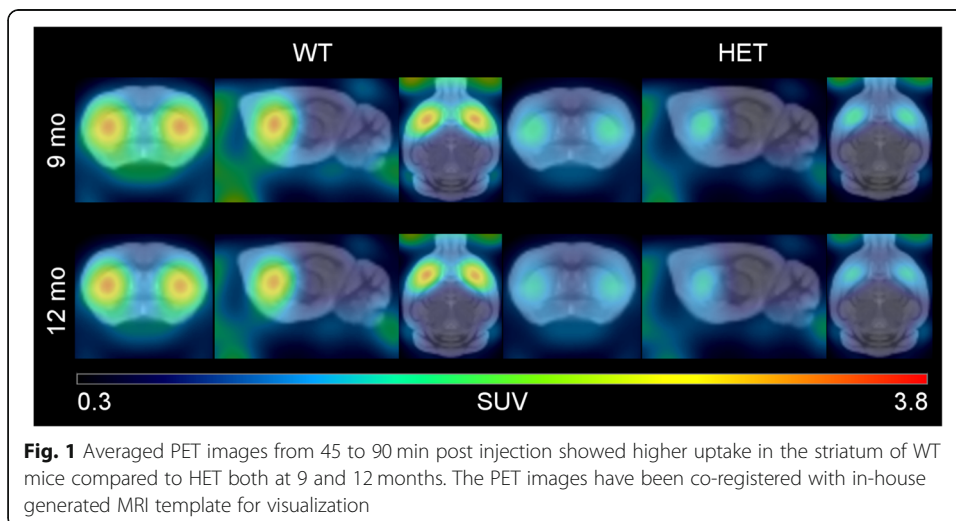 WT HET
9 mo
12 mo
0.3 SUV 3.8
Fig. 1 Averaged PET images from 45 to 90 min post injection showed higher uptake in the striatum of WT
mice compared to HET both at 9 and 12 months. The PET images have been co-registered with in-house
generated MRI template for visualization